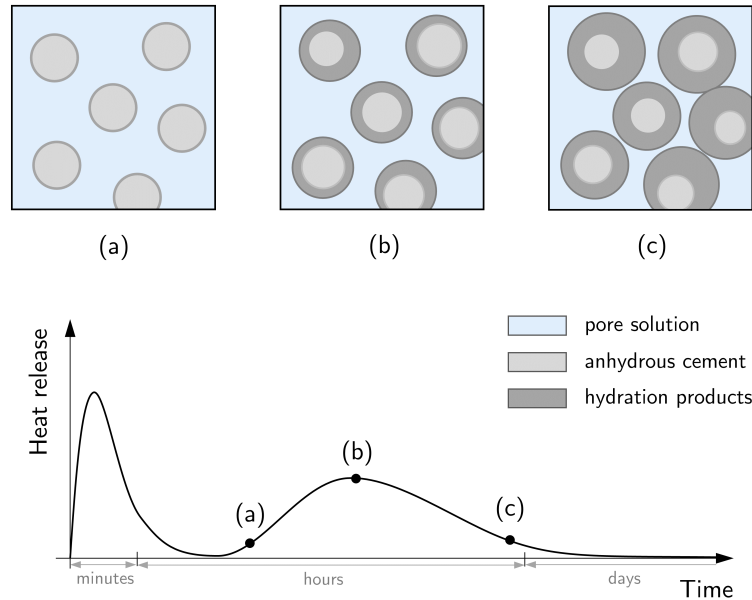 (a)
(b)
(c)
pore solution
anhydrous cement
hydration products
Heat release
(a)
(b)
(c)
minutes
hours
days
Time